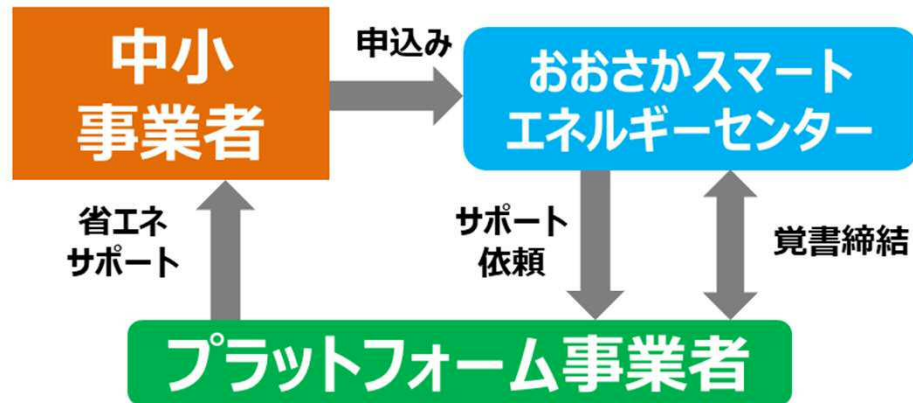 中小
事業者
申込み
おおさかスマート
エネルギーセンター
省エネ
サポート
サポート
依頼
覚書締結
プラットフォーム事業者